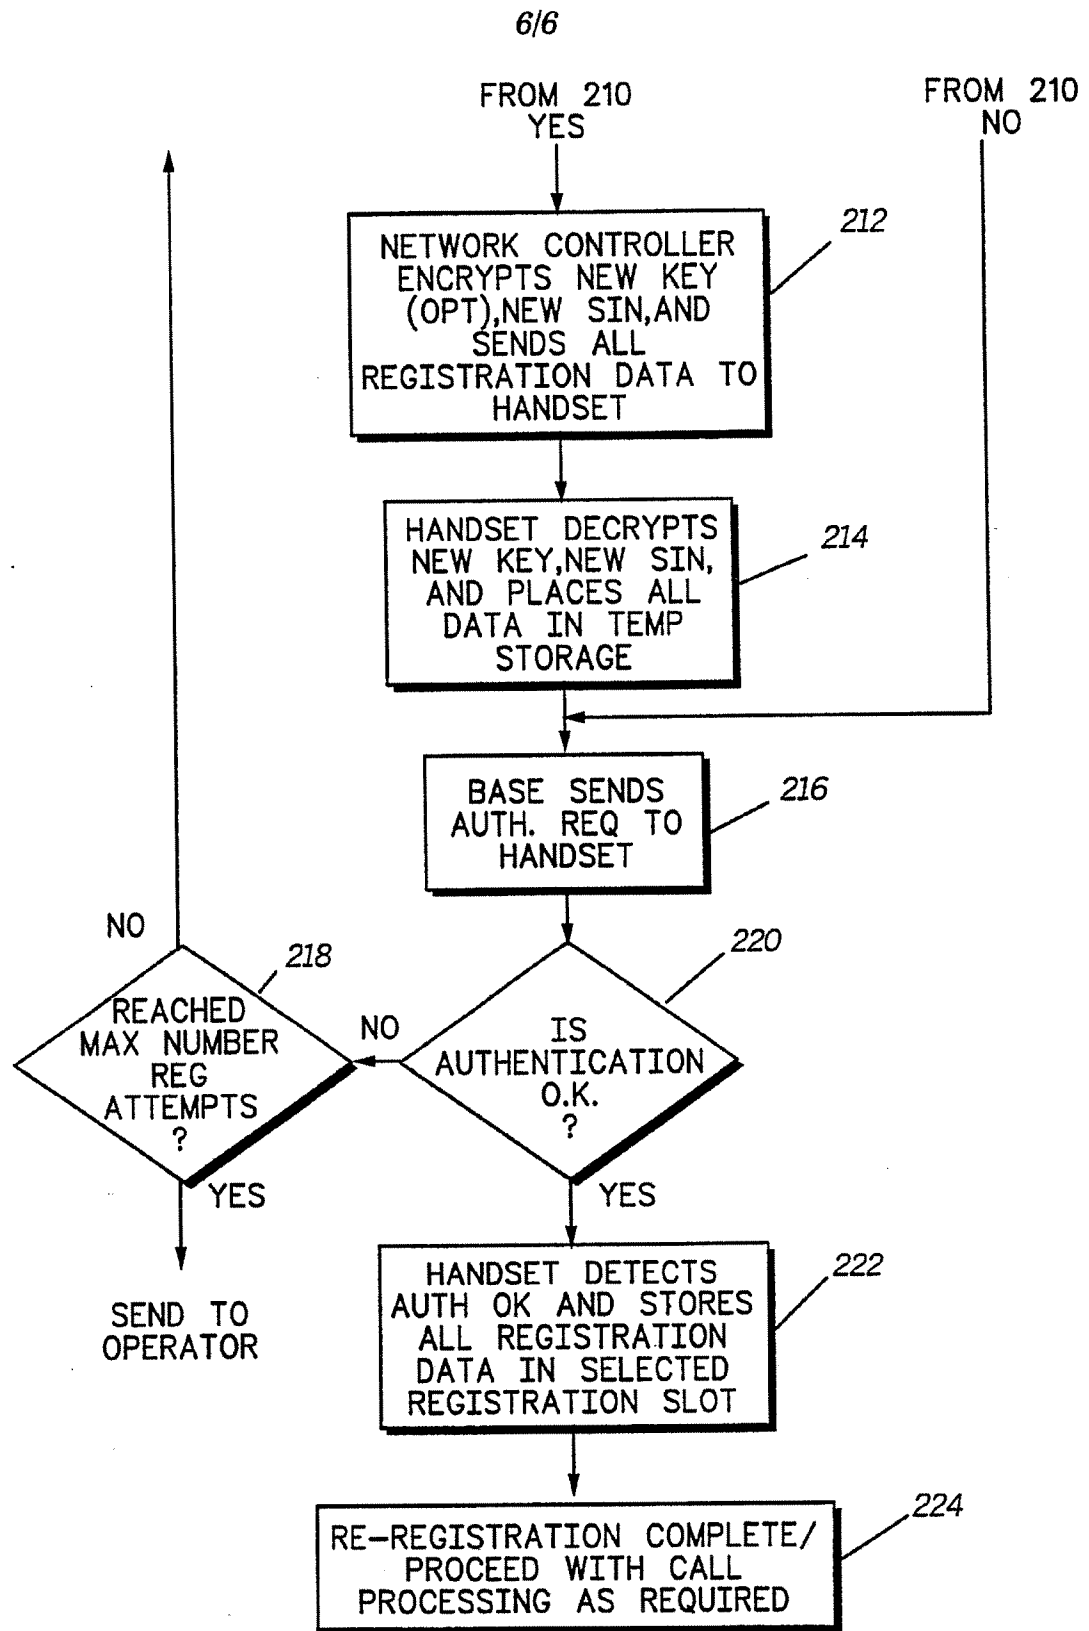 6/6
FROM 210
YES
FROM 210
NO
212
NETWORK CONTROLLER
ENCRYPTS NEW KEY
(OPT),NEW SIN,AND
SENDS ALL
REGISTRATION DATA TO
HANDSET
214
HANDSET DECRYPTS
NEW KEY,NEW SIN,
AND PLACES ALL
DATA IN TEMP
STORAGE
216
BASE SENDS
AUTH. REQ TO
HANDSET
NO
218
REACHED
MAX NUMBER
REG
ATTEMPTS
?
YES
SEND TO
OPERATOR
NO
220
IS
AUTHENTICATION
O.K.
?
YES
222
HANDSET DETECTS
AUTH OK AND STORES
ALL REGISTRATION
DATA IN SELECTED
REGISTRATION SLOT
224
RE-REGISTRATION COMPLETE/
PROCEED WITH CALL
PROCESSING AS REQUIRED